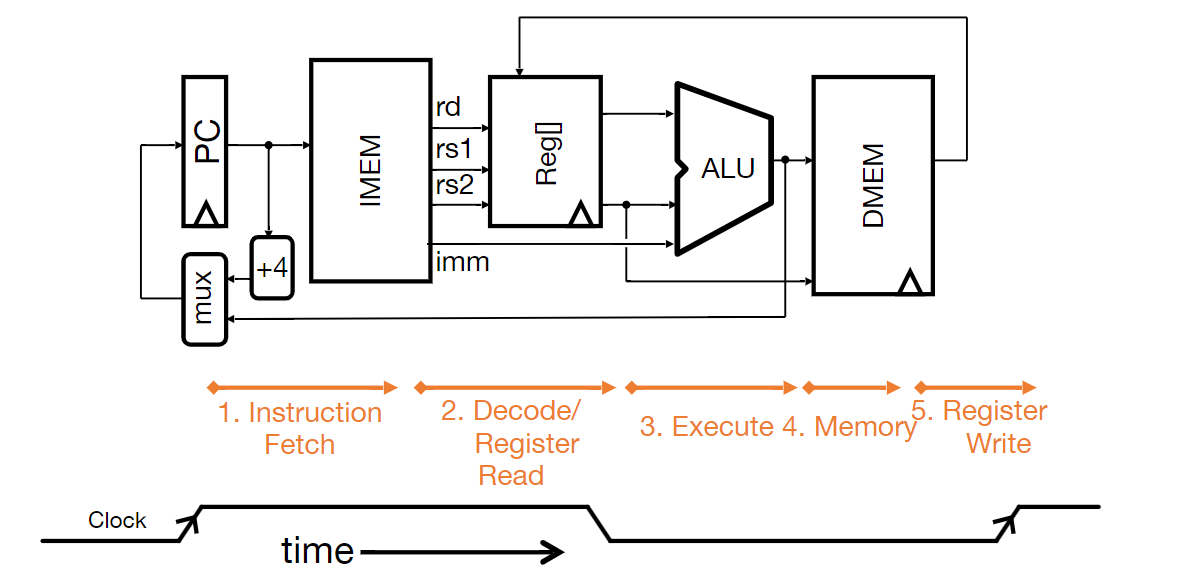 PC
+4
mux
IMEM
rd
rs1
rs2
imm
Reg[]
ALU
DMEM
1. Instruction
Fetch
2. Decode/
Register
Read
3. Execute
4. Memory
5. Register
Write
Clock
time